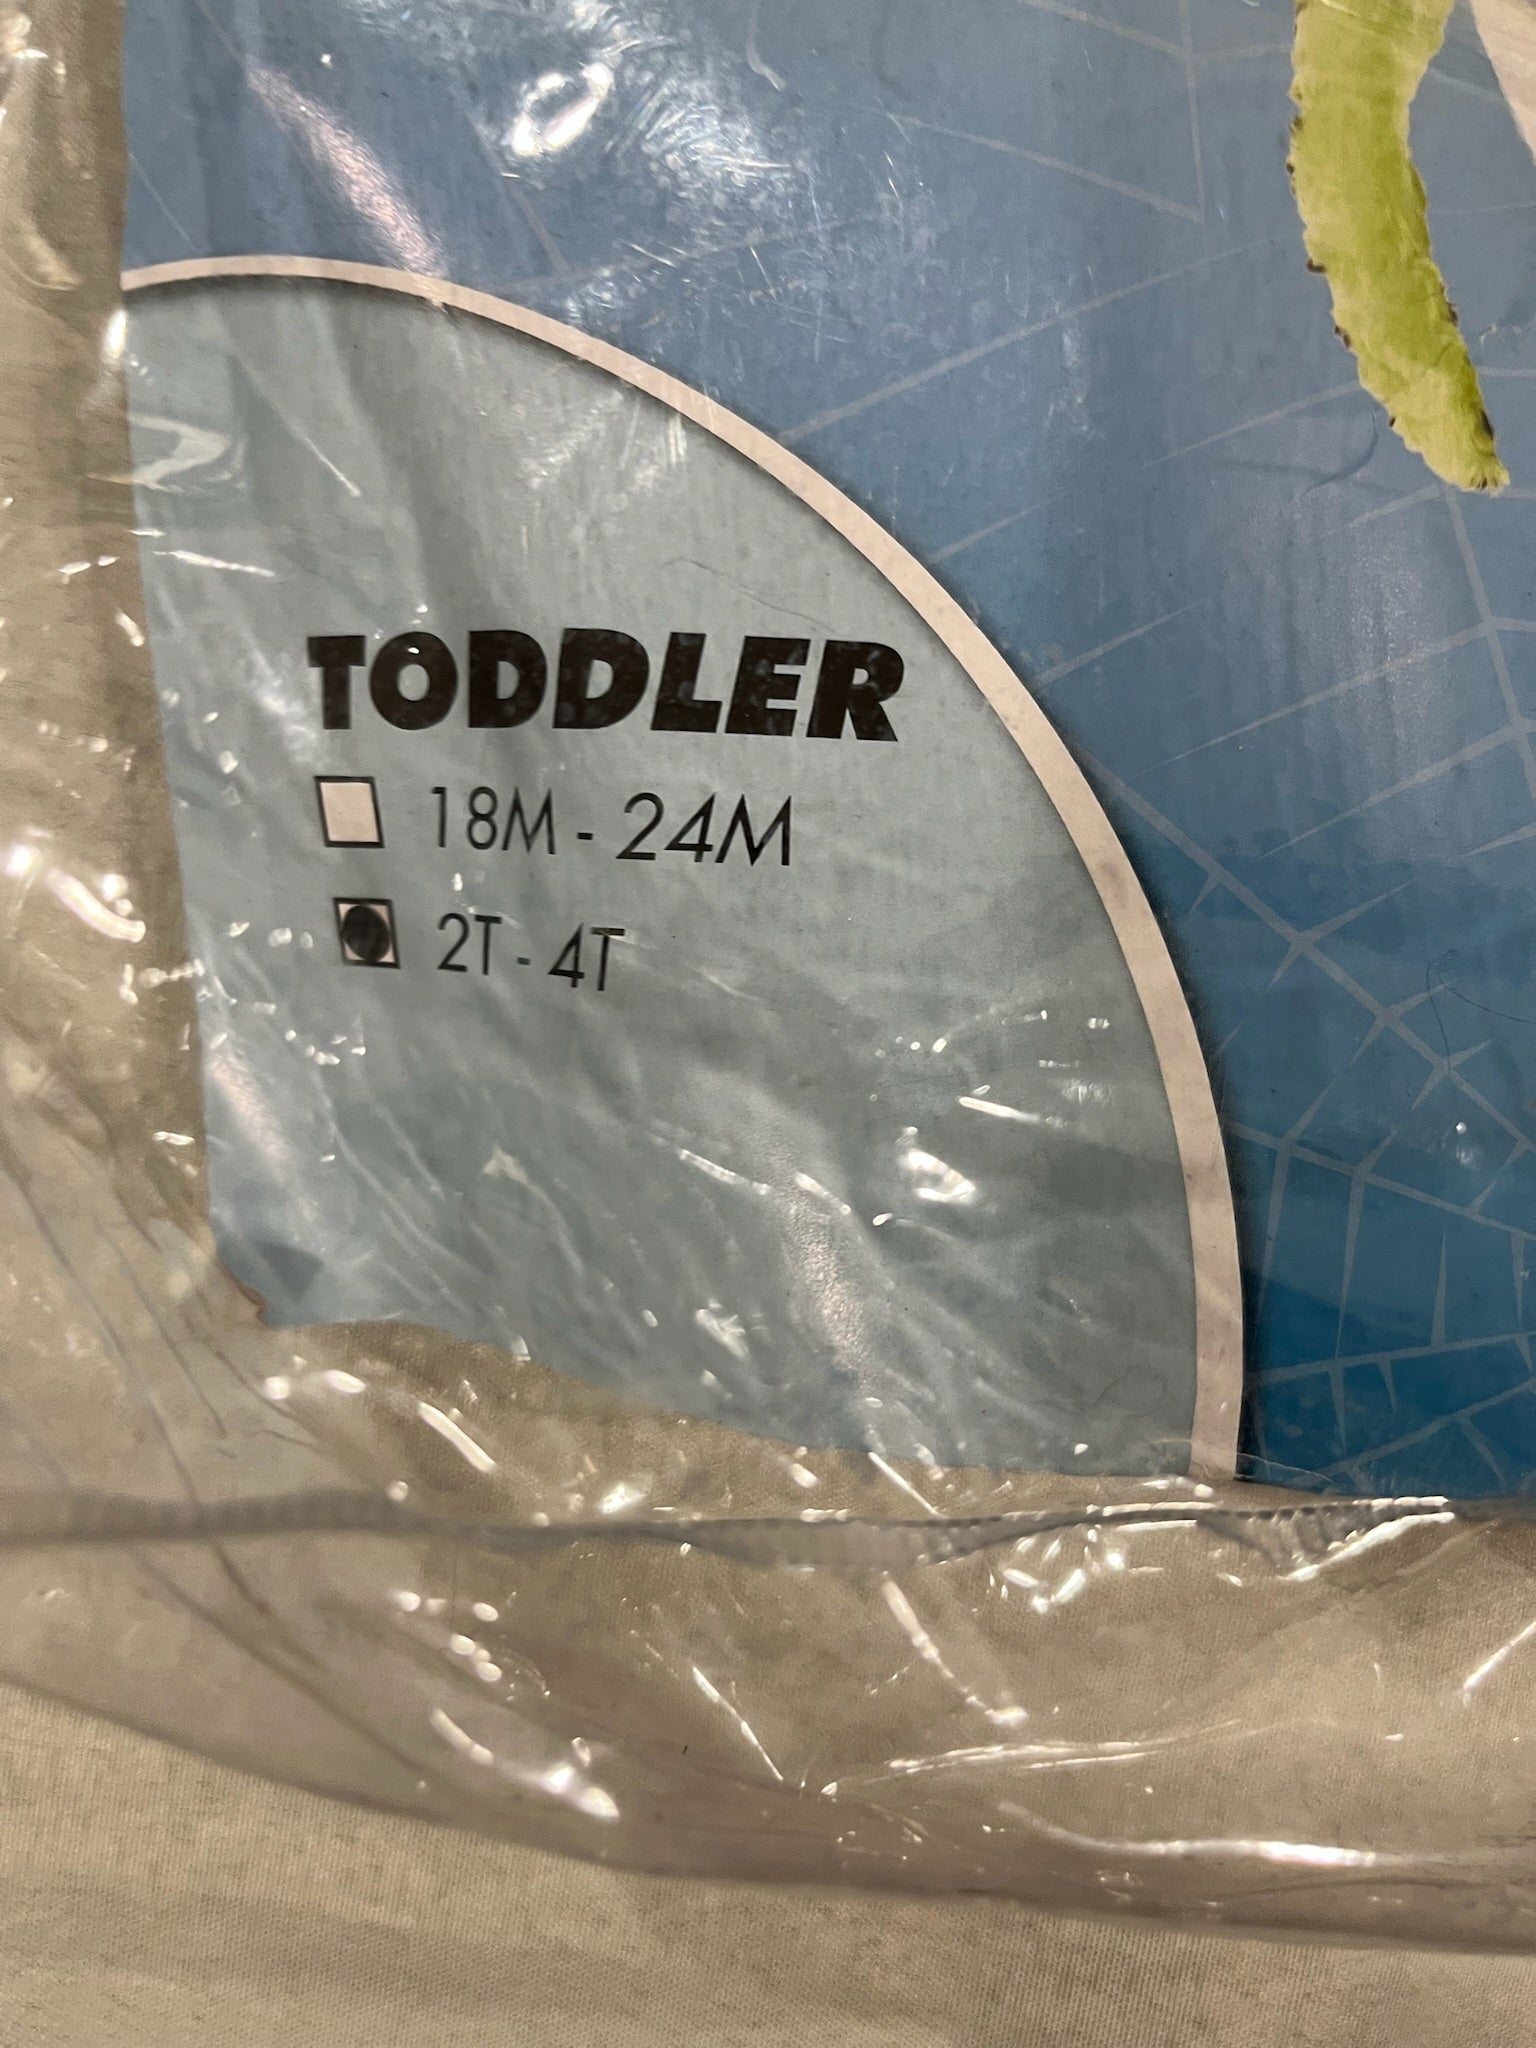 TODDLER
18M - 24M
2T - 4T